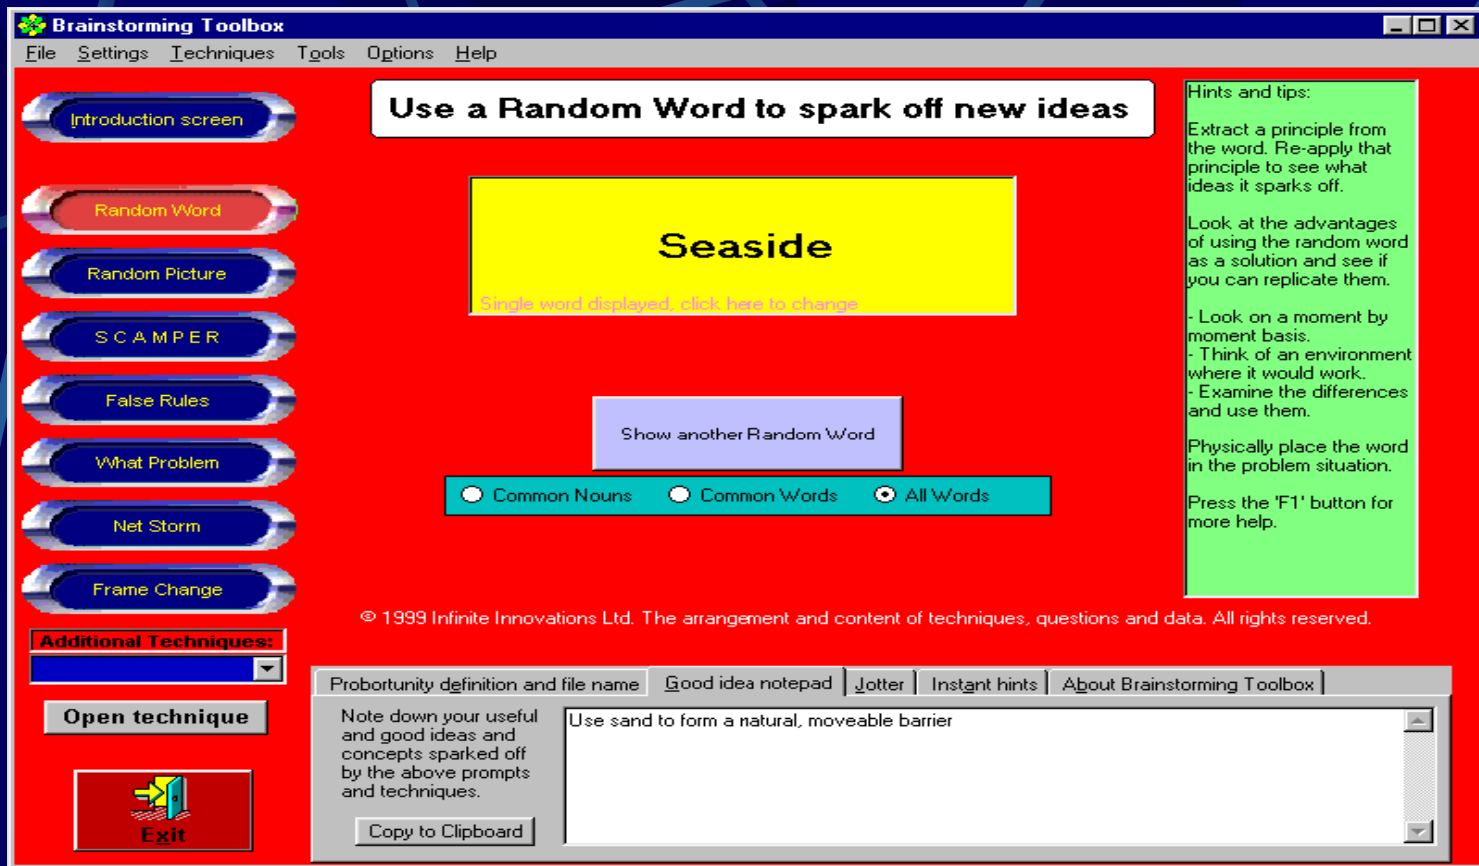 Brainstorming Toolbox
File Settings Techniques Tools Options Help
Introduction screen
Random Word
Random Picture
S C A M P E R
False Rules
What Problem
Net Storm
Frame Change
Additional Techniques:
Open technique
Exit
Use a Random Word to spark off new ideas
Seaside
Single word displayed, click here to change
Show another Random Word
Common Nouns Common Words All Words
Hints and tips:
Extract a principle from
the word. Re-apply that
principle to see what
ideas it sparks off.
Look at the advantages
of using the random word
as a solution and see if
you can replicate them.
- Look on a moment by
moment basis.
- Think of an environment
where it would work.
- Examine the differences
and use them.
Physically place the word
in the problem situation.
Press the 'F1' button for
more help.
© 1999 Infinite Innovations Ltd. The arrangement and content of techniques, questions and data. All rights reserved.
Probortunity definition and file name Good idea notepad Jotter Instant hints About Brainstorming Toolbox
Note down your useful
and good ideas and
concepts sparked off
by the above prompts
and techniques.
Copy to Clipboard
Use sand to form a natural, moveable barrier